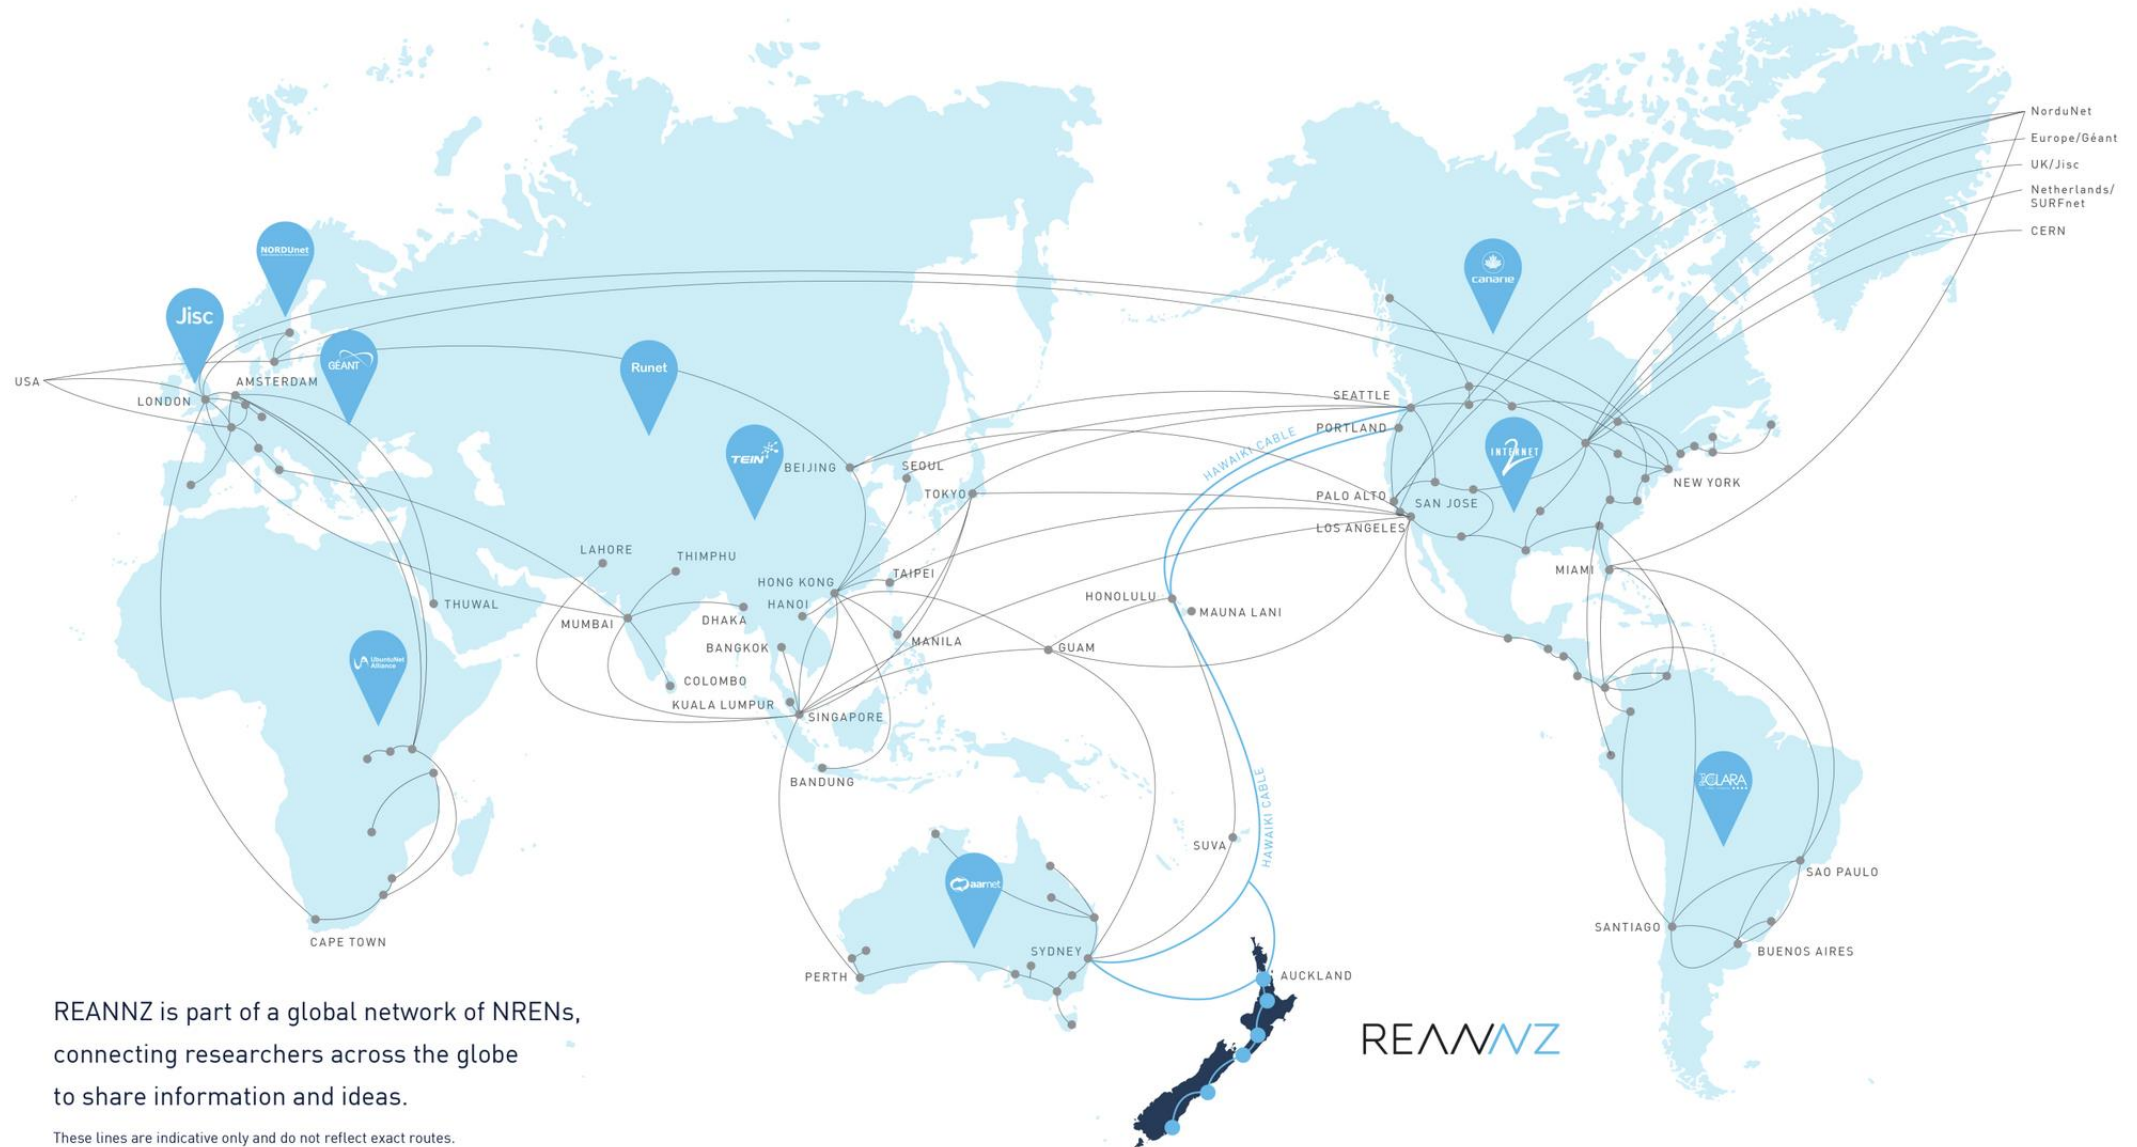 NorduNet
Europe/Géant
UK/Jisc
Netherlands/
SURFnet
CERN
NORDUnet
Jisc
GÉANT
Runet
TEIN
canarie
INTERNET
2
USA
AMSTERDAM
LONDON
SEATTLE
PORTLAND
HAWAIKI CABLE
BEIJING
SEOUL
TOKYO
PALO ALTO
SAN JOSE
NEW YORK
LOS ANGELES
LAHORE
THIMPHU
TAIPEI
HONG KONG
MIAMI
HANOI
THUWAL
HONOLULU
MAUNA LANI
MUMBAI
DHAKA
MANILA
BANGKOK
GUAM
UbuntuNet
Alliance
COLOMBO
KUALA LUMPUR
SINGAPORE
BANDUNG
CLARA
HAWAIKI CABLE
SUVA
SAO PAULO
aarnet
SANTIAGO
CAPE TOWN
SYDNEY
BUENOS AIRES
PERTH
AUCKLAND
REANNZ is part of a global network of NRENs,
connecting researchers across the globe
to share information and ideas.
These lines are indicative only and do not reflect exact routes.
REANNZ